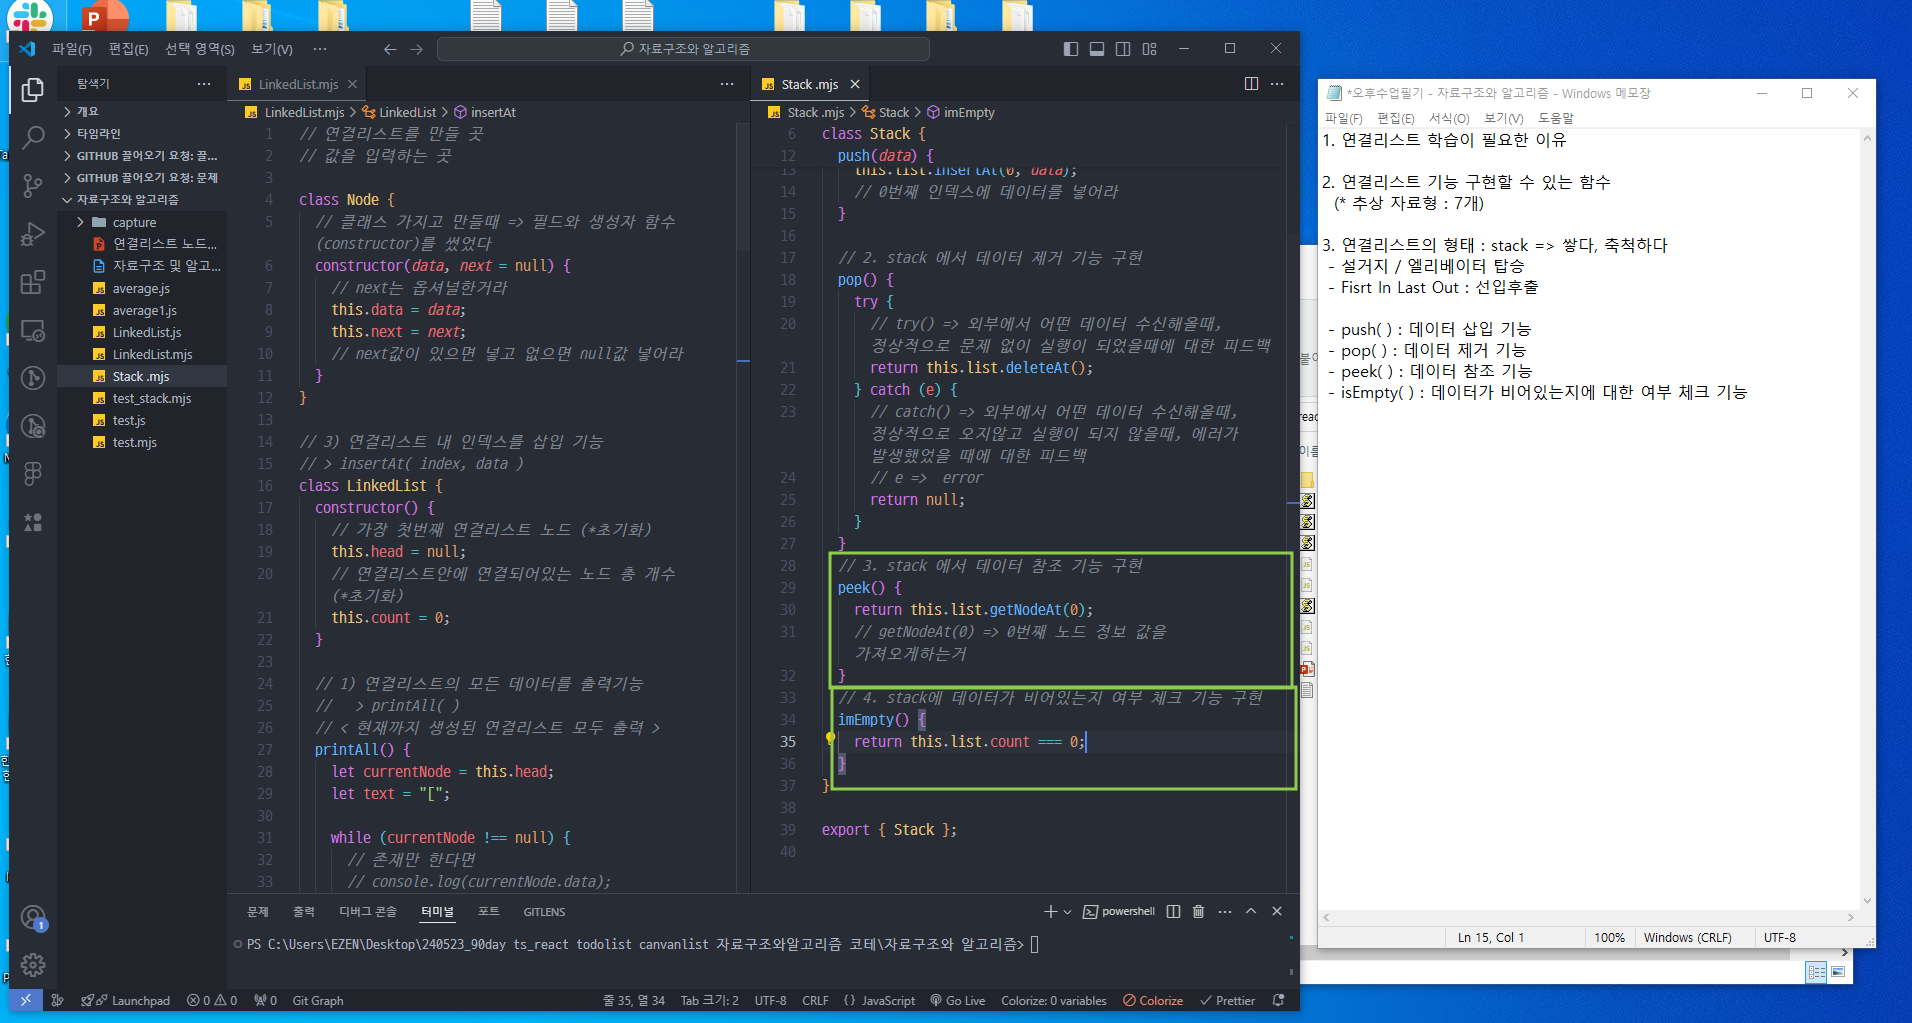 파일(F) 편집(E) 선택 영역(S) 보기(V) ··· 자료구조와 알고리즘
탐색기 ···
개요
타임라인
GITHUB 끌어오기 요청: 끌...
GITHUB 끌어오기 요청: 문제
자료구조와 알고리즘
capture
연결리스트 노드...
자료구조 및 알고...
average.js
average1.js
LinkedList.js
LinkedList.mjs
Stack .mjs
test_stack.mjs
test.js
test.mjs
LinkedList.mjs
LinkedList.mjs > LinkedList > insertAt
1 // 연결리스트를 만들 곳
2 // 값을 입력하는 곳
3
4 class Node {
5 // 클래스 가지고 만들때 => 필드와 생성자 함수
(constructor)를 썼었다
6 constructor(data, next = null) {
7 // next는 옵셔널한거라
8 this.data = data;
9 this.next = next;
10 // next값이 있으면 넣고 없으면 null값 넣어라
11 }
12 }
13
14 // 3) 연결리스트 내 인덱스를 삽입 기능
15 // > insertAt( index, data )
16 class LinkedList {
17 constructor() {
18 // 가장 첫번째 연결리스트 노드 (*초기화)
19 this.head = null;
20 // 연결리스트안에 연결되어있는 노드 총 개수
(*초기화)
21 this.count = 0;
22 }
23
24 // 1) 연결리스트의 모든 데이터를 출력기능
25 // > printAll( )
26 // < 현재까지 생성된 연결리스트 모두 출력 >
27 printAll() {
28 let currentNode = this.head;
29 let text = "[";
30
31 while (currentNode !== null) {
32 // 존재만 한다면
33 // console.log(currentNode.data);
Stack .mjs
Stack .mjs > Stack > imEmpty
6 class Stack {
12 push(data) {
13 this.list.insertAt(0, data);
14 // 0번째 인덱스에 데이터를 넣어라
15 }
16
17 // 2. stack 에서 데이터 제거 기능 구현
18 pop() {
19 try {
20 // try() => 외부에서 어떤 데이터 수신해올때,
정상적으로 문제 없이 실행이 되었을때에 대한 피드백
21 return this.list.deleteAt();
22 } catch (e) {
23 // catch() => 외부에서 어떤 데이터 수신해올때,
정상적으로 오지않고 실행이 되지 않을때, 에러가
발생했었을 때에 대한 피드백
24 // e => error
25 return null;
26 }
27 }
28 // 3. stack 에서 데이터 참조 기능 구현
29 peek() {
30 return this.list.getNodeAt(0);
31 // getNodeAt(0) => 0번째 노드 정보 값을
가져오게하는거
32 }
33 // 4. stack에 데이터가 비어있는지 여부 체크 기능 구현
34 imEmpty() {
35 return this.list.count === 0;
36 }
37 }
38
39 export { Stack };
40
문제 출력 디버그 콘솔 터미널 포트 GITLENS
powershell
PS C:\Users\EZEN\Desktop\240523_90day ts_react todolist canvanlist 자료구조와알고리즘 코테\자료구조와 알고리즘>
1
Launchpad 0 0 0 Git Graph 줄 35, 열 34 Tab 크기: 2 UTF-8 CRLF {} JavaScript Go Live Colorize: 0 variables Colorize Prettier
*오후수업필기 - 자료구조와 알고리즘 - Windows 메모장
파일(F) 편집(E) 서식(O) 보기(V) 도움말
1. 연결리스트 학습이 필요한 이유
2. 연결리스트 기능 구현할 수 있는 함수
(* 추상 자료형 : 7개)
3. 연결리스트의 형태 : stack => 쌓다, 축척하다
- 설거지 / 엘리베이터 탑승
- Fisrt In Last Out : 선입후출
- push( ) : 데이터 삽입 기능
- pop( ) : 데이터 제거 기능
- peek( ) : 데이터 참조 기능
- isEmpty( ) : 데이터가 비어있는지에 대한 여부 체크 기능
Ln 15, Col 1 100% Windows (CRLF) UTF-8